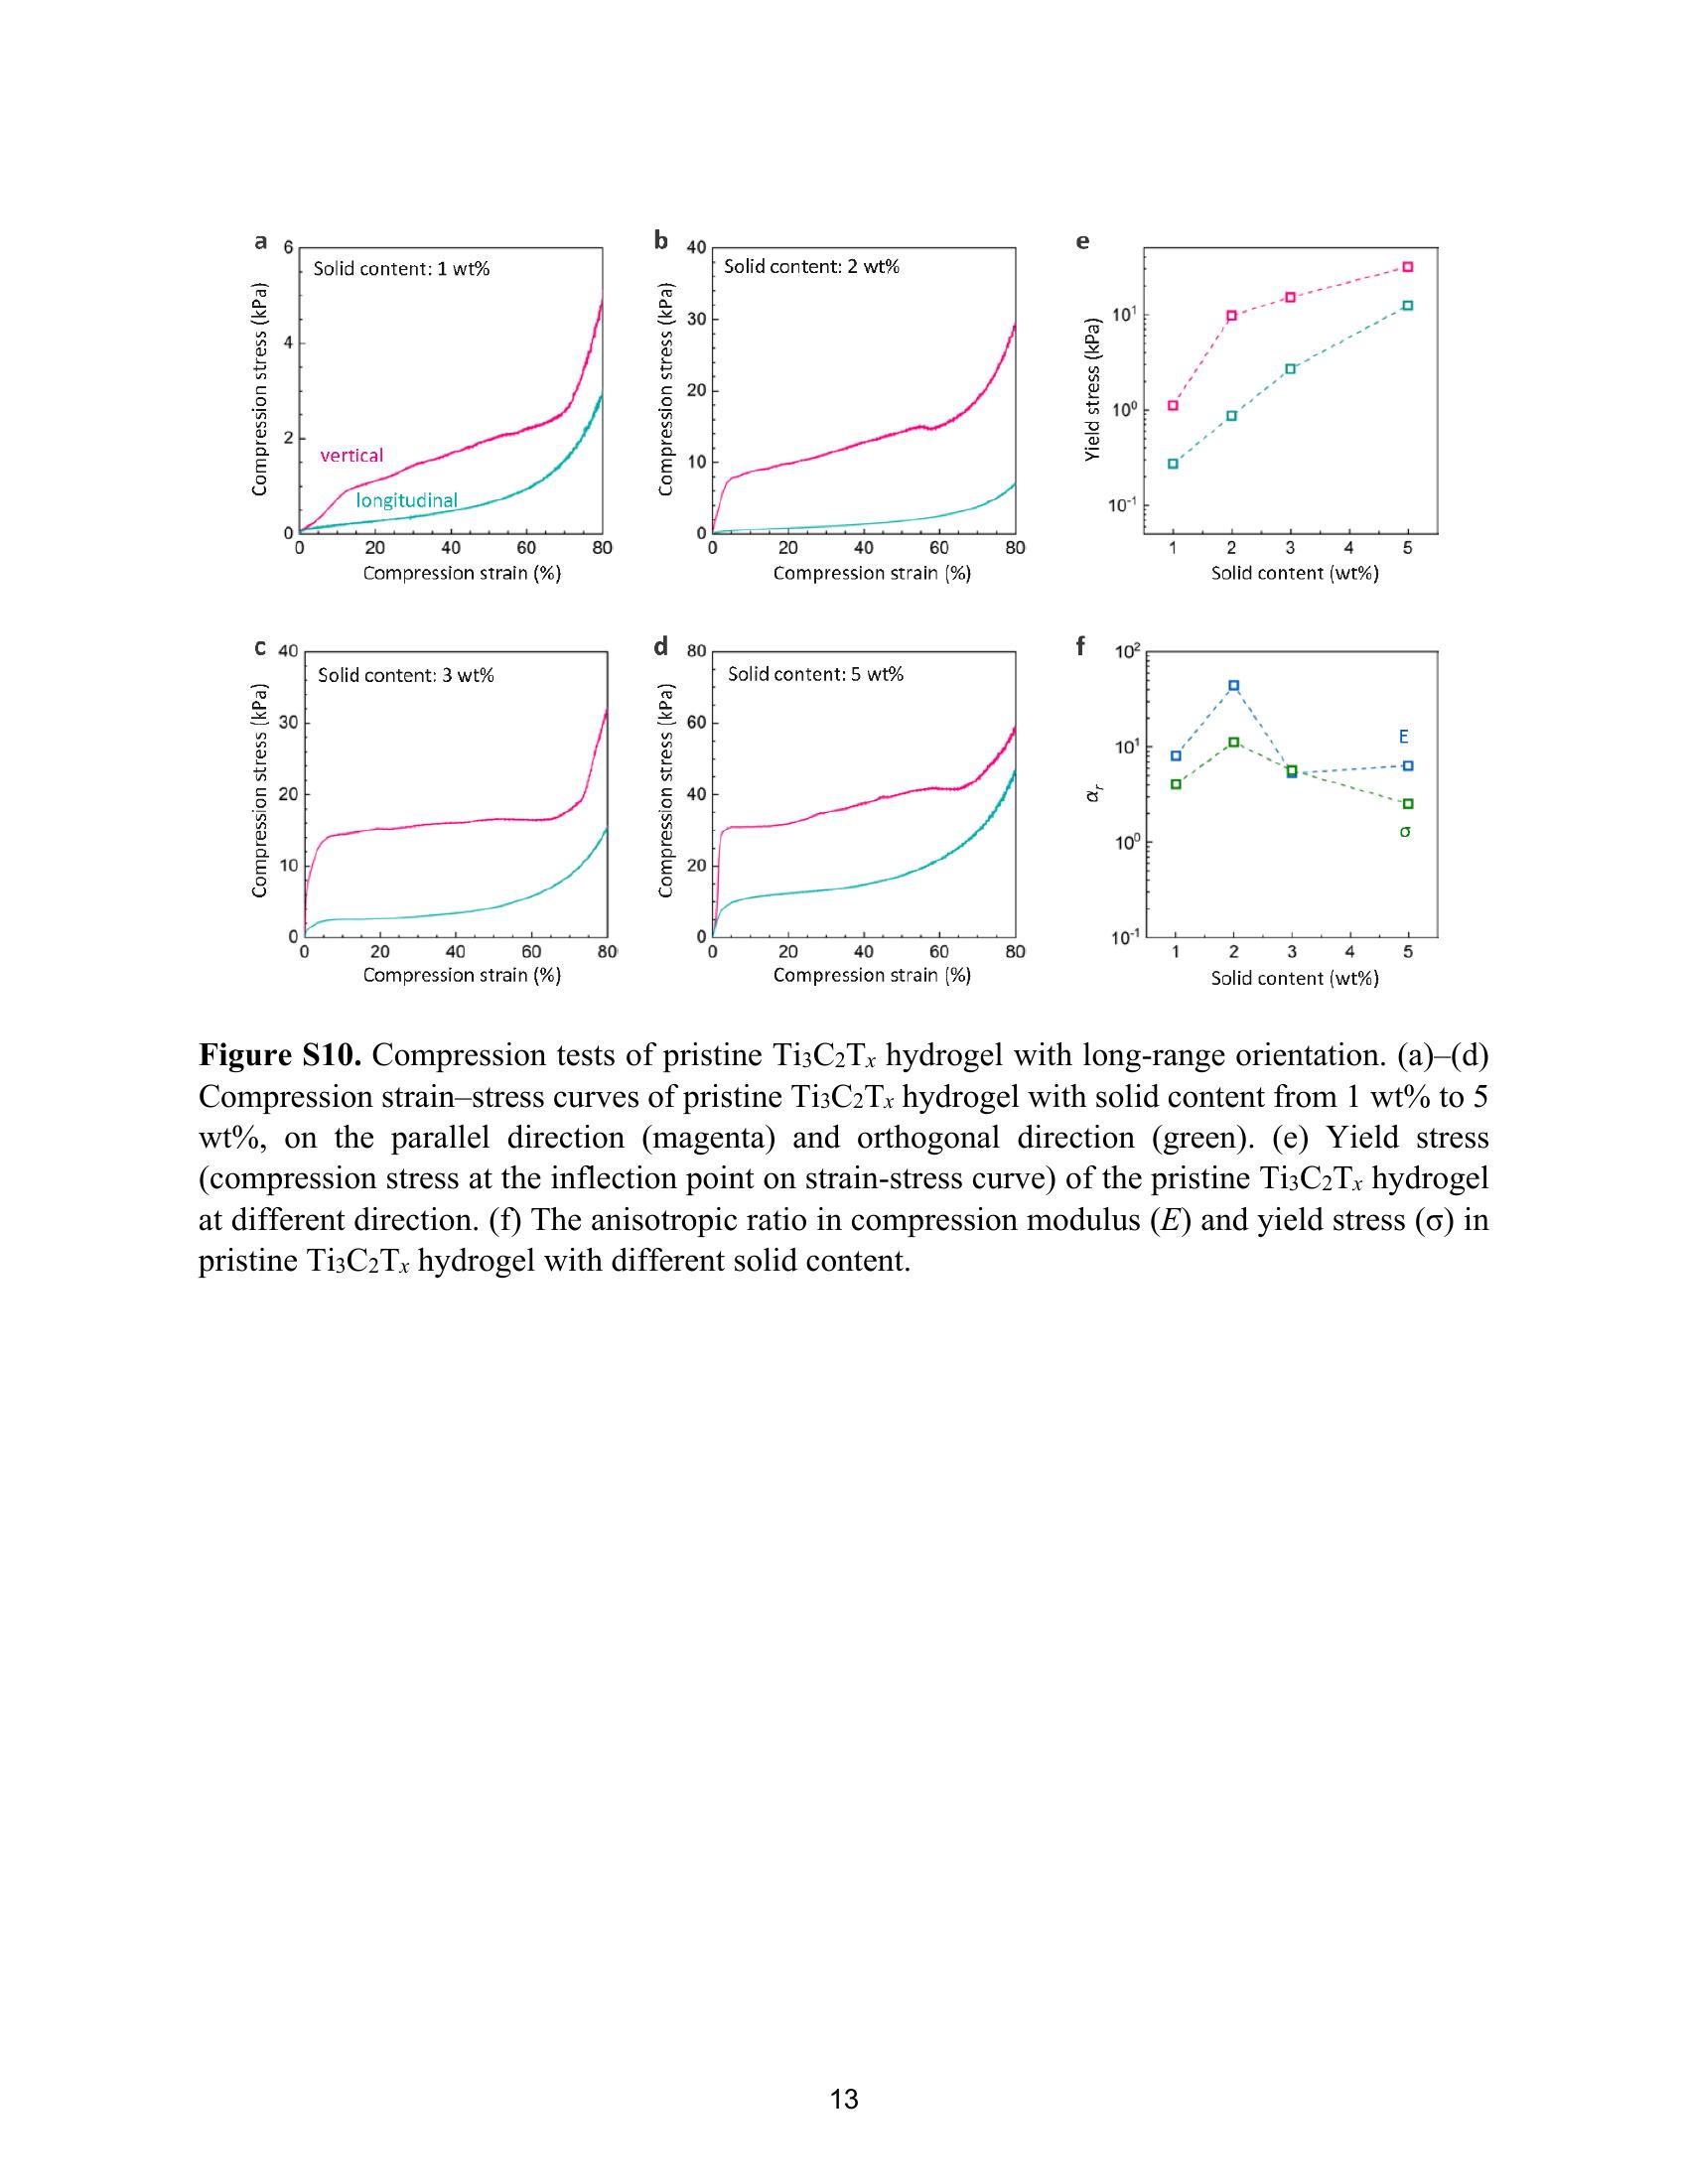 a
6
4
2
0
Compression stress (kPa)
Solid content: 1 wt%
vertical
longitudinal
0 20 40 60 80
Compression strain (%)
b
40
30
20
10
0
Compression stress (kPa)
Solid content: 2 wt%
0 20 40 60 80
Compression strain (%)
e
10¹
10⁰
10⁻¹
Yield stress (kPa)
1 2 3 4 5
Solid content (wt%)
c
40
30
20
10
0
Compression stress (kPa)
Solid content: 3 wt%
0 20 40 60 80
Compression strain (%)
d
80
60
40
20
0
Compression stress (kPa)
Solid content: 5 wt%
0 20 40 60 80
Compression strain (%)
f
10²
10¹
10⁰
10⁻¹
αᵣ
E
σ
1 2 3 4 5
Solid content (wt%)
Figure S10. Compression tests of pristine Ti₃C₂Tₓ hydrogel with long-range orientation. (a)–(d)
Compression strain–stress curves of pristine Ti₃C₂Tₓ hydrogel with solid content from 1 wt% to 5
wt%, on the parallel direction (magenta) and orthogonal direction (green). (e) Yield stress
(compression stress at the inflection point on strain-stress curve) of the pristine Ti₃C₂Tₓ hydrogel
at different direction. (f) The anisotropic ratio in compression modulus (E) and yield stress (σ) in
pristine Ti₃C₂Tₓ hydrogel with different solid content.
13